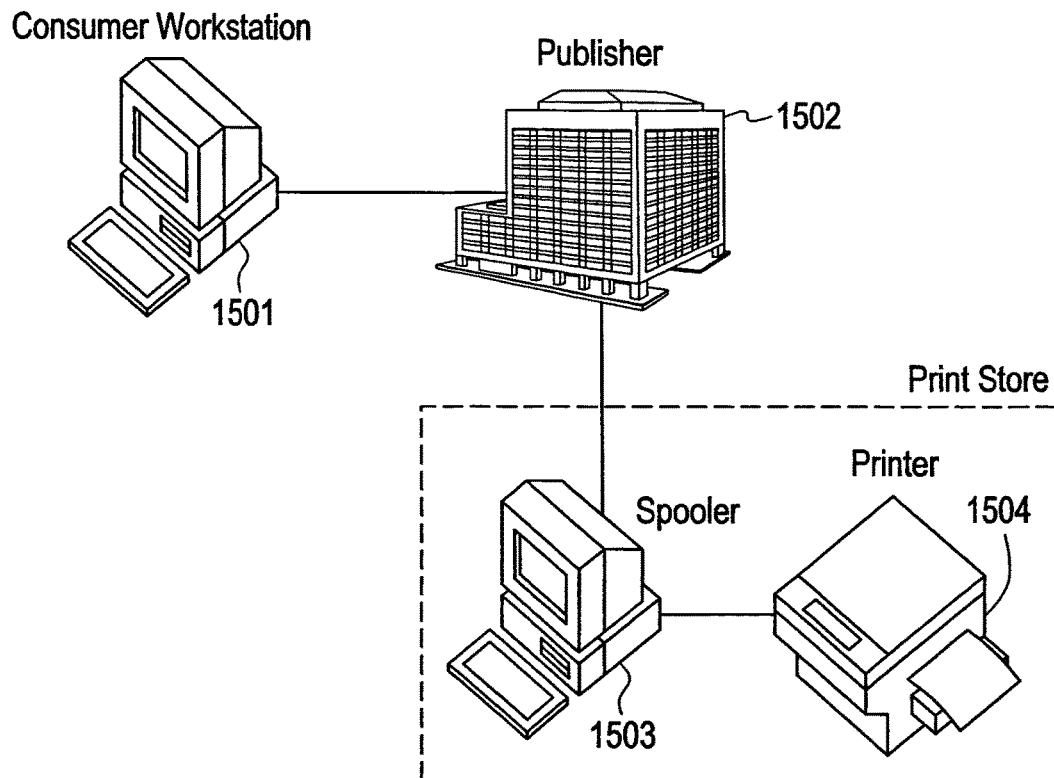 Consumer Workstation
Publisher
1502
1501
Print Store
Printer
Spooler
1504
1503